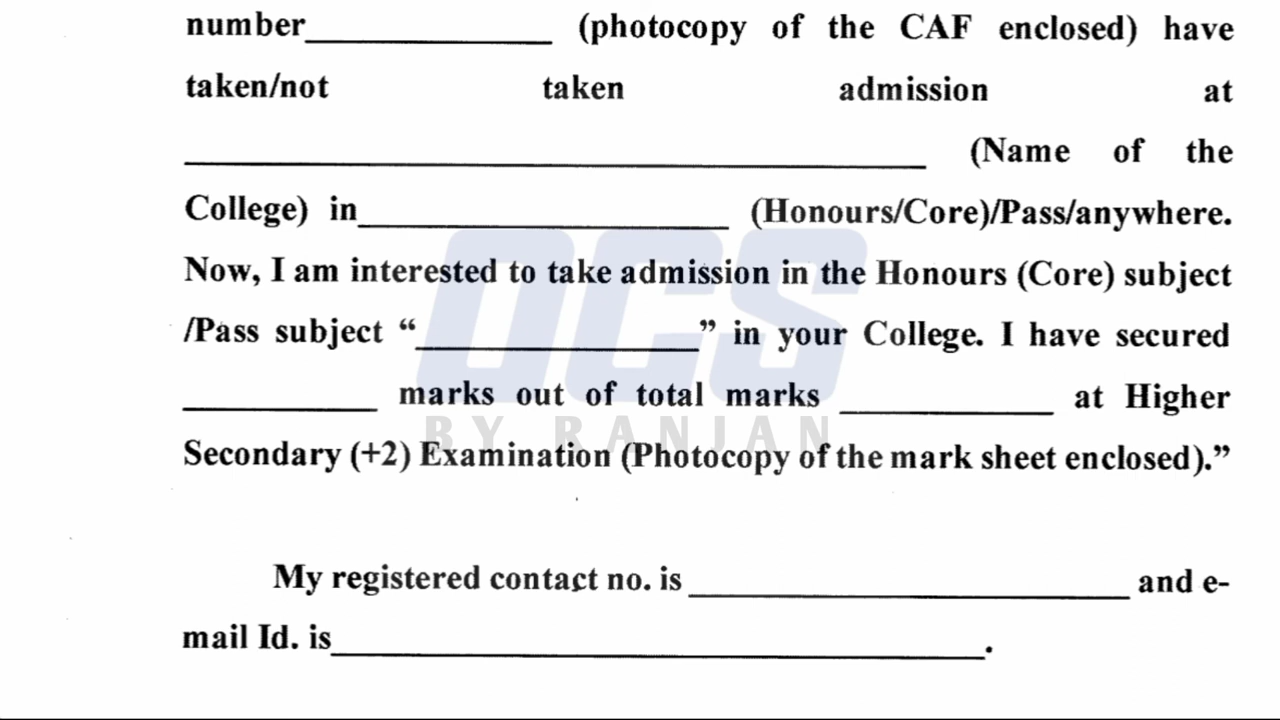 number______________ (photocopy of the CAF enclosed) have
taken/not taken admission at
__________________________________________ (Name of the
College) in_____________________ (Honours/Core)/Pass/anywhere.
Now, I am interested to take admission in the Honours (Core) subject
/Pass subject “________________” in your College. I have secured
___________ marks out of total marks ____________ at Higher
OCS
BY RANJAN
Secondary (+2) Examination (Photocopy of the mark sheet enclosed).”
My registered contact no. is _________________________ and e-
mail Id. is_____________________________________.